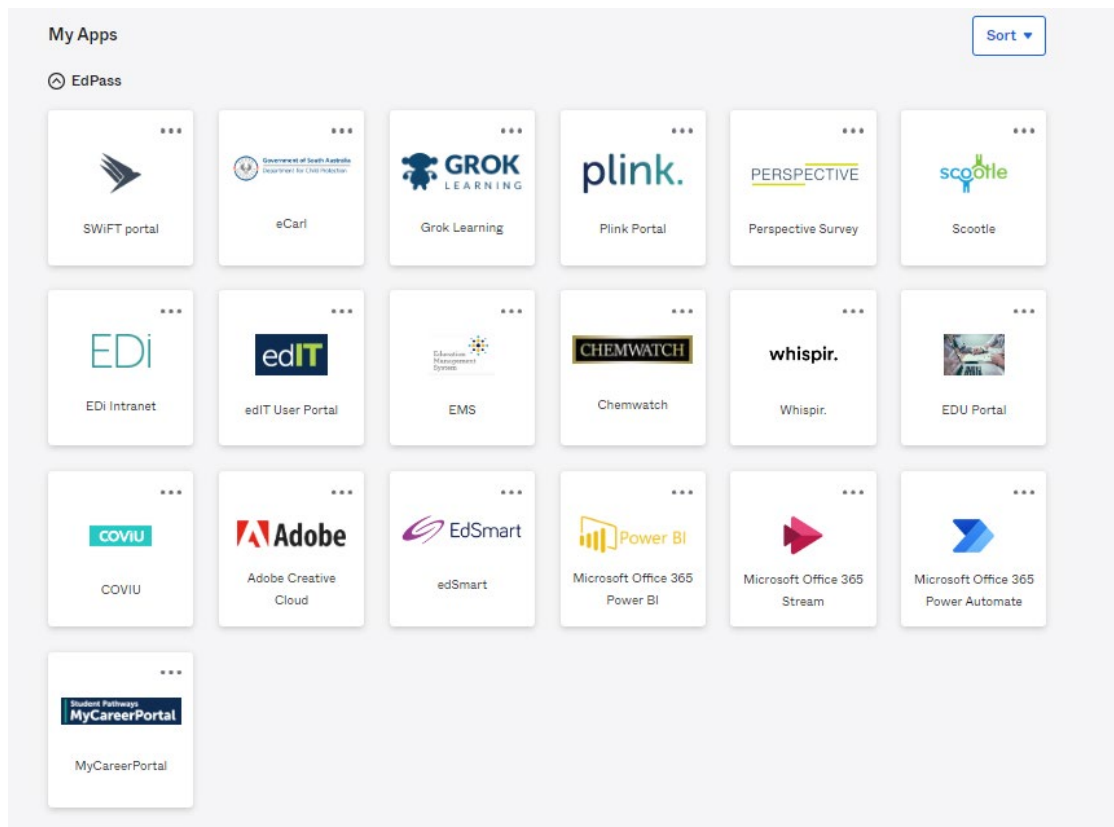 My Apps
Sort
EdPass
Government of South Australia
Department for Child Protection
eCarl
SWiFT portal
GROK
LEARNING
Grok Learning
plink.
Plink Portal
PERSPECTIVE
Perspective Survey
scootle
Scootle
EDi
EDi Intranet
edIT
edIT User Portal
Education
Management
System
EMS
CHEMWATCH
Chemwatch
whispir.
Whispir.
EDU Portal
COVIU
COVIU
Adobe
Adobe Creative
Cloud
EdSmart
edSmart
Power BI
Microsoft Office 365
Power BI
Microsoft Office 365
Stream
Microsoft Office 365
Power Automate
Student Pathways
MyCareerPortal
MyCareerPortal